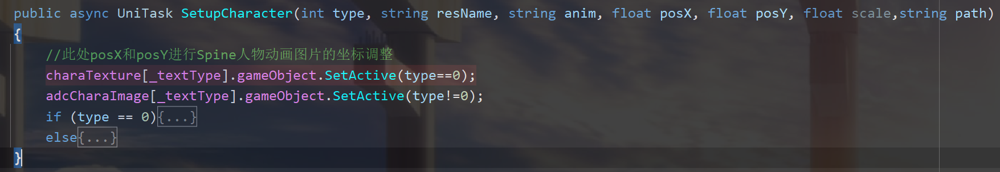 public async UniTask SetupCharacter(int type, string resName, string anim, float posX, float posY, float scale,string path)
{
//此处posX和posY进行Spine人物动画图片的坐标调整
charaTexture[_textType].gameObject.SetActive(type==0);
adcCharaImage[_textType].gameObject.SetActive(type!=0);
if (type == 0){...}
else{...}
}